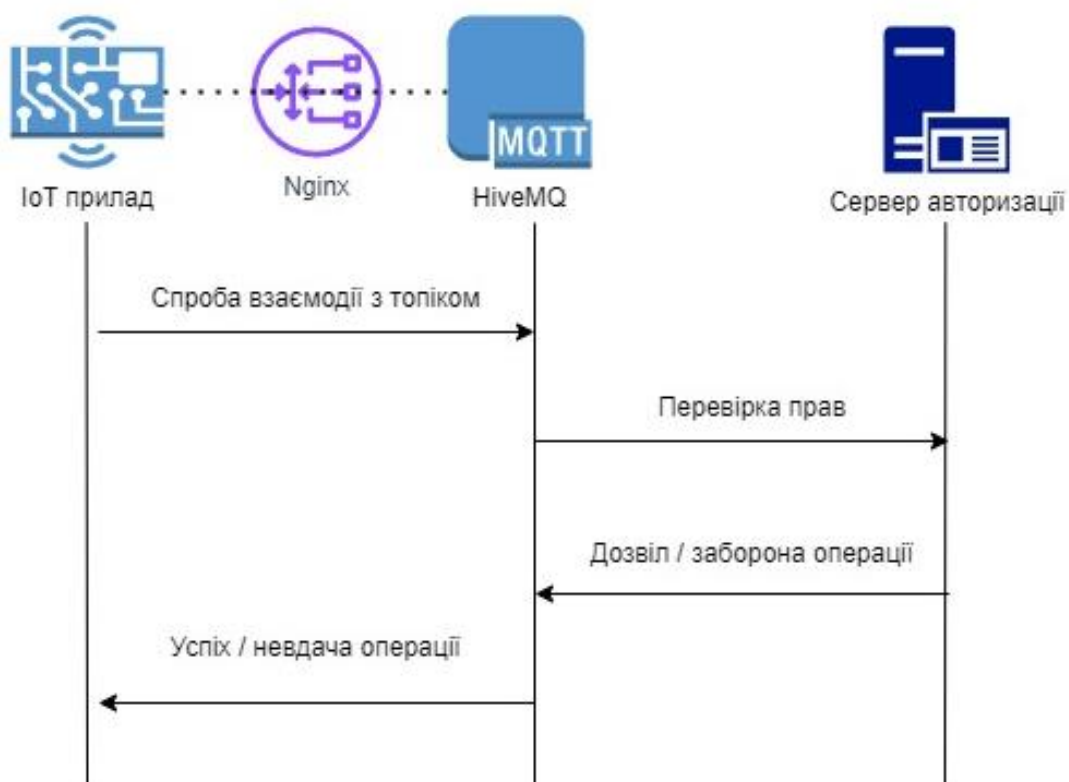 MQTT
IoT прилад
Nginx
HiveMQ
Сервер авторизації
Спроба взаємодії з топіком
Перевірка прав
Дозвіл / заборона операції
Успіх / невдача операції